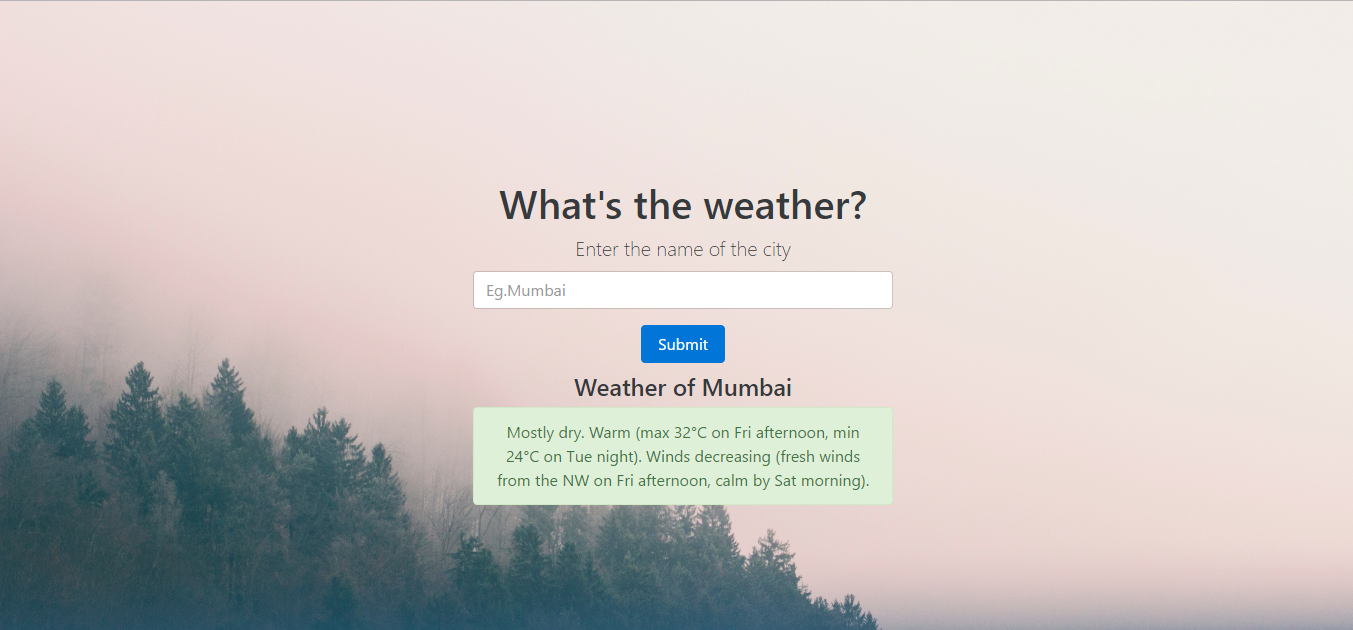 What's the weather?
Enter the name of the city
Eg.Mumbai
Submit
Weather of Mumbai
Mostly dry. Warm (max 32°C on Fri afternoon, min
24°C on Tue night). Winds decreasing (fresh winds
from the NW on Fri afternoon, calm by Sat morning).